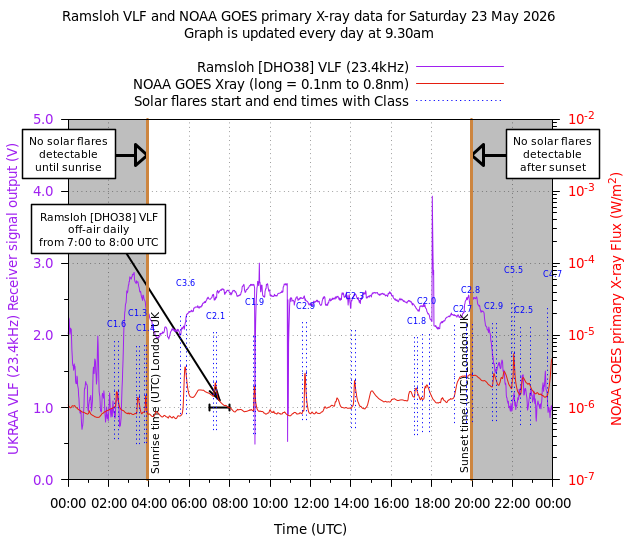 Ramsloh VLF and NOAA GOES primary X-ray data for Saturday 23 May 2026
Graph is updated every day at 9.30am
Ramsloh [DHO38] VLF (23.4kHz)
NOAA GOES Xray (long = 0.1nm to 0.8nm)
Solar flares start and end times with Class
5.0
4.0
3.0
2.0
1.0
0.0
UKRAA VLF (23.4kHz) Receiver signal output (V)
10-2
10-3
10-4
10-5
10-6
10-7
NOAA GOES primary X-ray Flux (W/m2)
No solar flares
detectable
until sunrise
No solar flares
detectable
after sunset
Ramsloh [DHO38] VLF
off-air daily
from 7:00 to 8:00 UTC
Sunrise time (UTC) London UK
Sunset time (UTC) London UK
C1.6
C1.3
C3.6
C2.1
C1.9
C2.9
C2.3
C1.8
C2.0
C2.8
C2.9
C5.5
C2.5
00:00 02:00 04:00 06:00 08:00 10:00 12:00 14:00 16:00 18:00 20:00 22:00 00:00
Time (UTC)